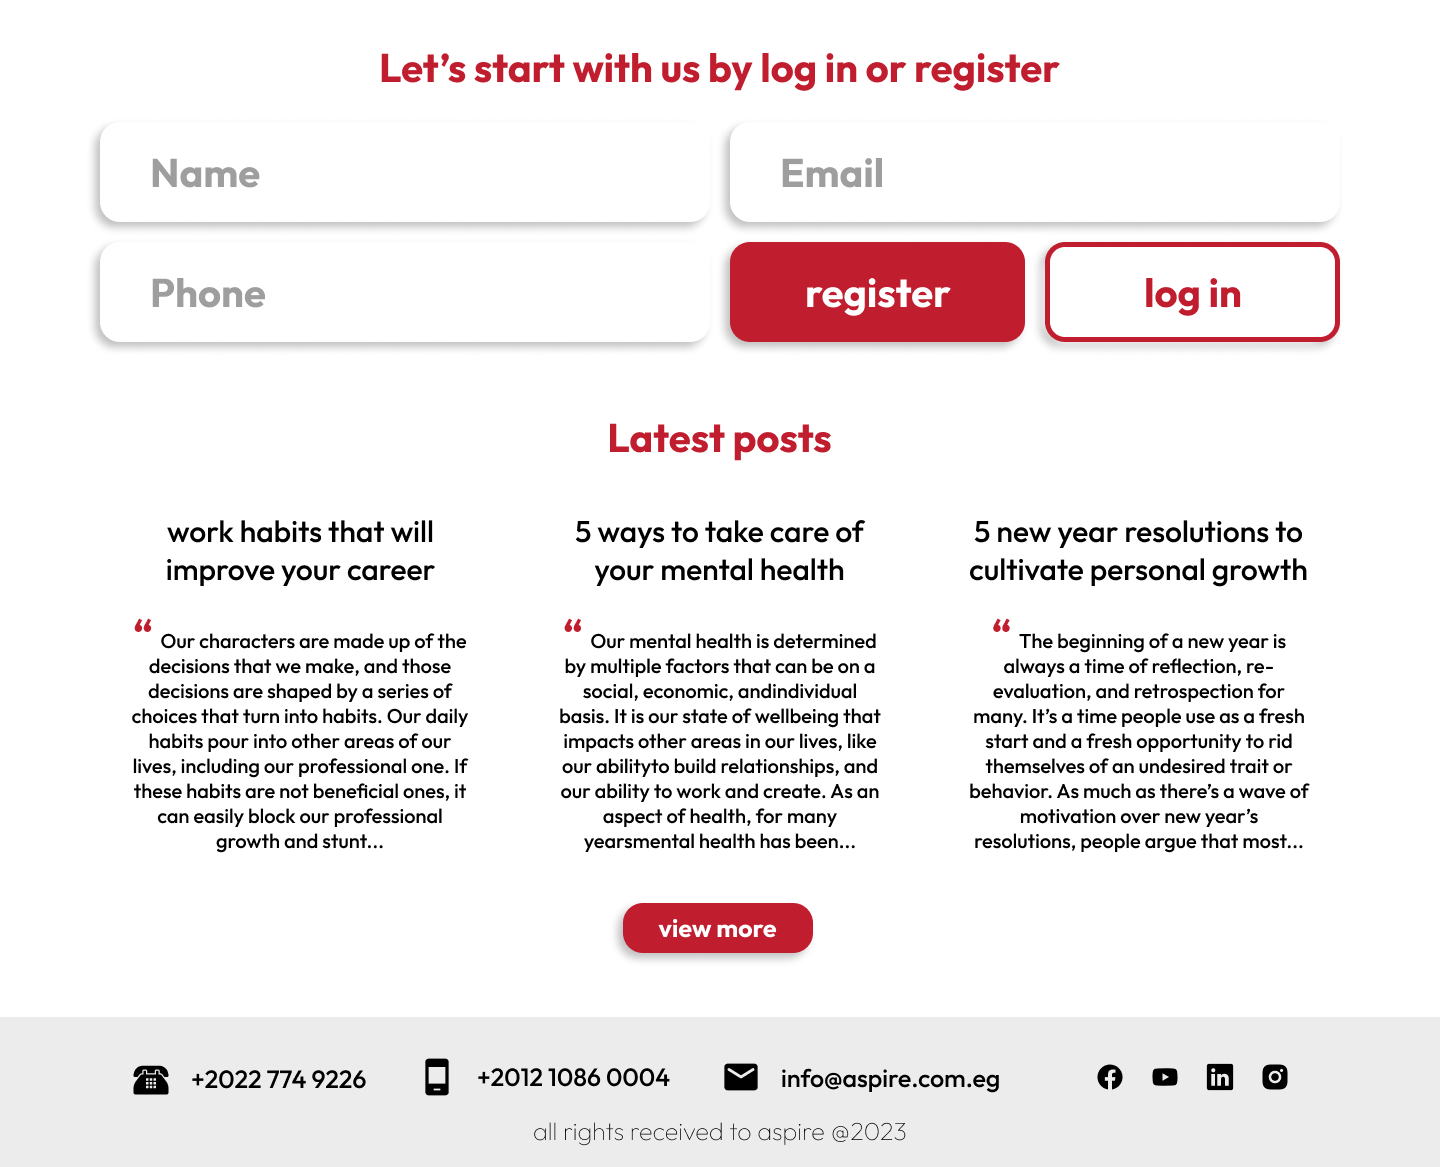 Let’s start with us by log in or register
Name
Email
Phone
register
log in
Latest posts
work habits that will
improve your career
“ Our characters are made up of the
decisions that we make, and those
decisions are shaped by a series of
choices that turn into habits. Our daily
habits pour into other areas of our
lives, including our professional one. If
these habits are not beneficial ones, it
can easily block our professional
growth and stunt...
5 ways to take care of
your mental health
“ Our mental health is determined
by multiple factors that can be on a
social, economic, andindividual
basis. It is our state of wellbeing that
impacts other areas in our lives, like
our abilityto build relationships, and
our ability to work and create. As an
aspect of health, for many
yearsmental health has been...
5 new year resolutions to
cultivate personal growth
“ The beginning of a new year is
always a time of reflection, re-
evaluation, and retrospection for
many. It’s a time people use as a fresh
start and a fresh opportunity to rid
themselves of an undesired trait or
behavior. As much as there’s a wave of
motivation over new year’s
resolutions, people argue that most...
view more
+2022 774 9226
+2012 1086 0004
info@aspire.com.eg
all rights received to aspire @2023